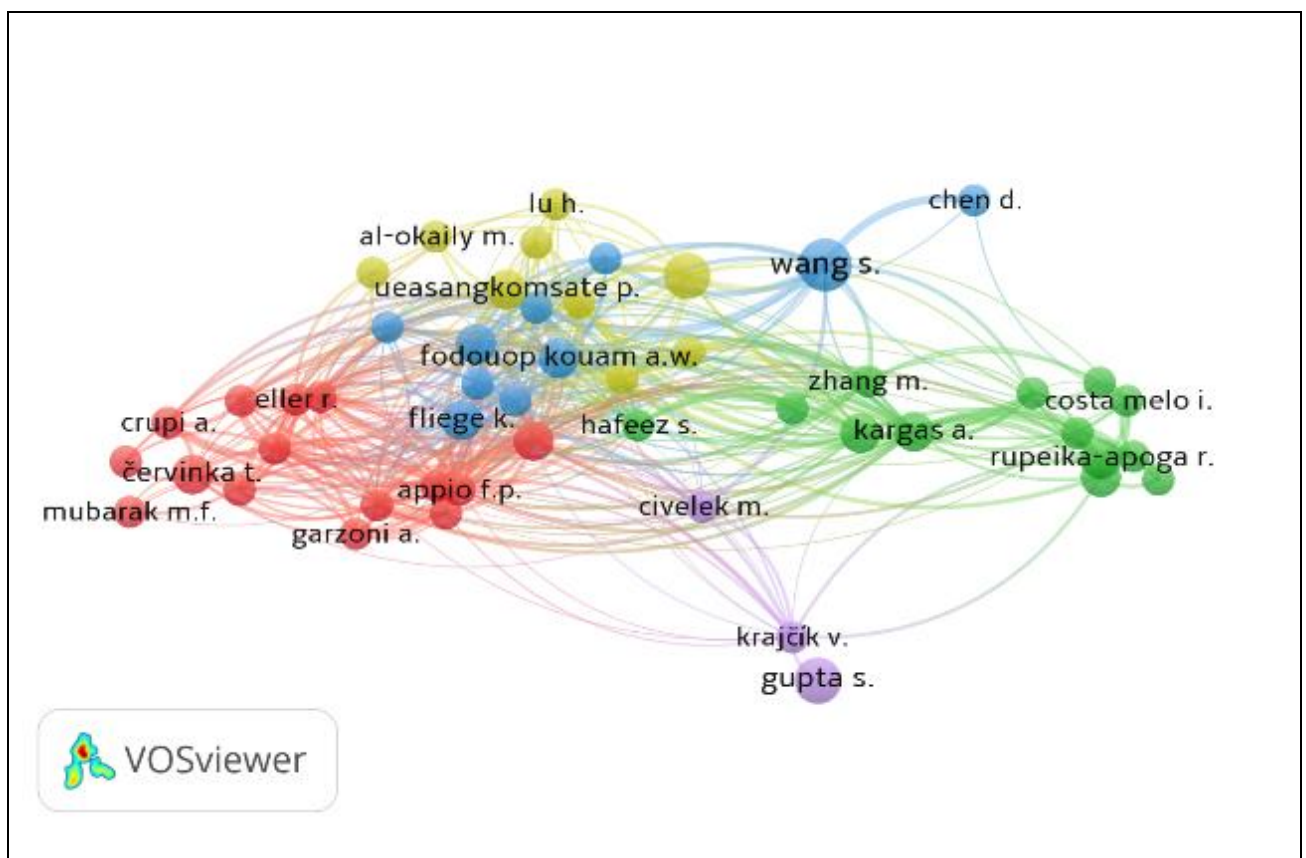 lu h.
chen d.
al-okaily m.
wang s.
ueasangkomsate p.
fodouop kouam a.w.
zhang m.
eller r.
costa melo i.
crupi a.
fliege k.
hafeez s.
kargas a.
červinka t.
rupeika-apoga r.
appio f.p.
mubarak m.f.
civelek m.
garzoni a.
krajčík v.
gupta s.
VOSviewer